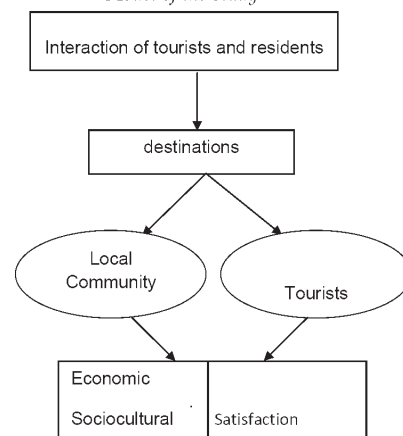 Interaction of tourists and residents
destinations
Local
Community
Tourists
Economic
Sociocultural
Satisfaction